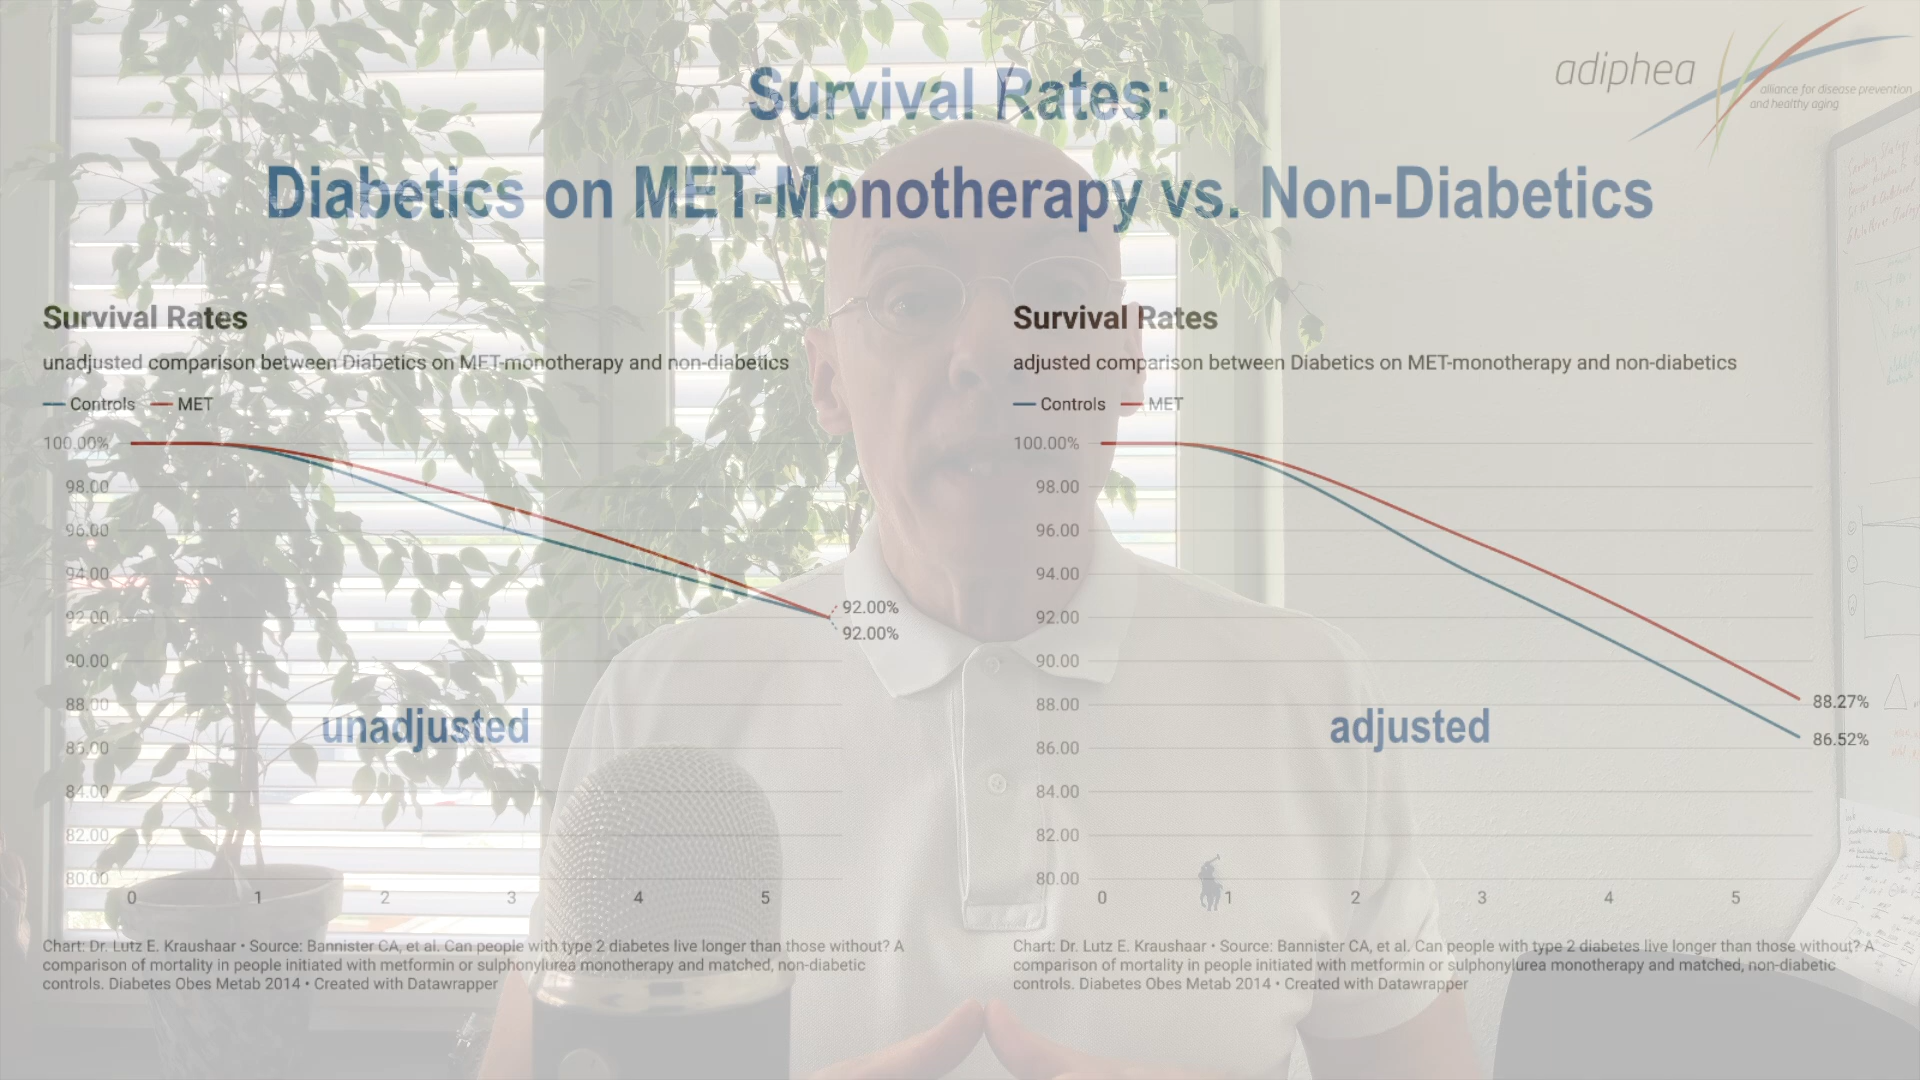 adiphea
alliance for disease prevention
and healthy aging
Survival Rates:
Diabetics on MET-Monotherapy vs. Non-Diabetics
Survival Rates
unadjusted comparison between Diabetics on MET-monotherapy and non-diabetics
Controls MET
100.00%
98.00
96.00
94.00
92.00
90.00
88.00
86.00
84.00
82.00
80.00
0 1 2 3 4 5
92.00%
92.00%
unadjusted
Chart: Dr. Lutz E. Kraushaar • Source: Bannister CA, et al. Can people with type 2 diabetes live longer than those without? A
comparison of mortality in people initiated with metformin or sulphonylurea monotherapy and matched, non-diabetic
controls. Diabetes Obes Metab 2014 • Created with Datawrapper
Survival Rates
adjusted comparison between Diabetics on MET-monotherapy and non-diabetics
Controls MET
100.00%
98.00
96.00
94.00
92.00
90.00
88.00
86.00
84.00
82.00
80.00
0 1 2 3 4 5
88.27%
86.52%
adjusted
Chart: Dr. Lutz E. Kraushaar • Source: Bannister CA, et al. Can people with type 2 diabetes live longer than those without? A
comparison of mortality in people initiated with metformin or sulphonylurea monotherapy and matched, non-diabetic
controls. Diabetes Obes Metab 2014 • Created with Datawrapper